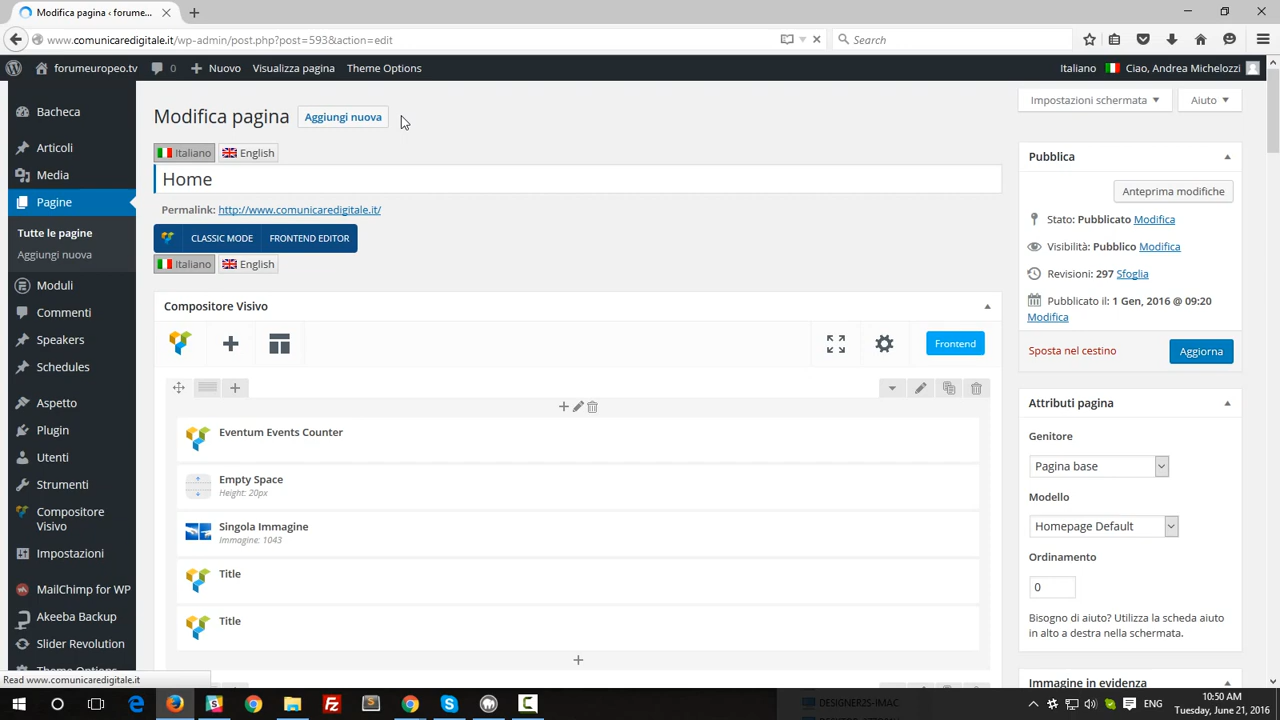 Modifica pagina ‹ forume...
www.comunicaredigitale.it/wp-admin/post.php?post=593&action=edit
Search
forumeuropeo.tv
0
Nuovo
Visualizza pagina
Theme Options
Italiano
Ciao, Andrea Michelozzi
Impostazioni schermata
Aiuto
Bacheca
Articoli
Media
Pagine
Tutte le pagine
Aggiungi nuova
Moduli
Commenti
Speakers
Schedules
Aspetto
Plugin
Utenti
Strumenti
Compositore
Visivo
Impostazioni
MailChimp for WP
Akeeba Backup
Slider Revolution
Theme Options
Modifica pagina
Aggiungi nuova
Italiano
English
Home
Permalink: http://www.comunicaredigitale.it/
CLASSIC MODE
FRONTEND EDITOR
Italiano
English
Compositore Visivo
Frontend
Eventum Events Counter
Empty Space
Height: 20px
Singola Immagine
Immagine: 1043
Title
Title
Pubblica
Anteprima modifiche
Stato: Pubblicato Modifica
Visibilità: Pubblico Modifica
Revisioni: 297 Sfoglia
Pubblicato il: 1 Gen, 2016 @ 09:20
Modifica
Sposta nel cestino
Aggiorna
Attributi pagina
Genitore
Pagina base
Modello
Homepage Default
Ordinamento
0
Bisogno di aiuto? Utilizza la scheda aiuto
in alto a destra nella schermata.
Immagine in evidenza
Read www.comunicaredigitale.it
DESIGNER2S-IMAC
ENG
10:50 AM
Tuesday, June 21, 2016